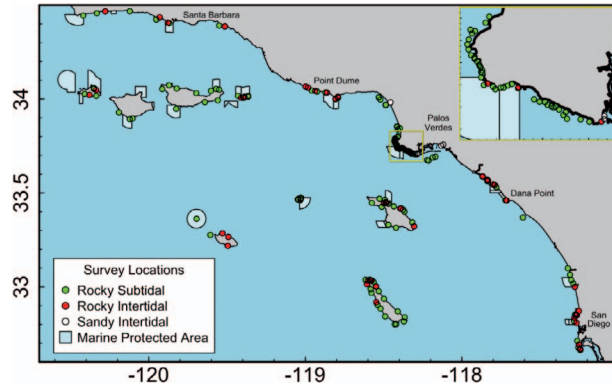 Santa Barbara
Point Dume
Palos
Verdes
Dana Point
San
Diego
34
33.5
33
Survey Locations
Rocky Subtidal
Rocky Intertidal
Sandy Intertidal
Marine Protected Area
-120
-119
-118